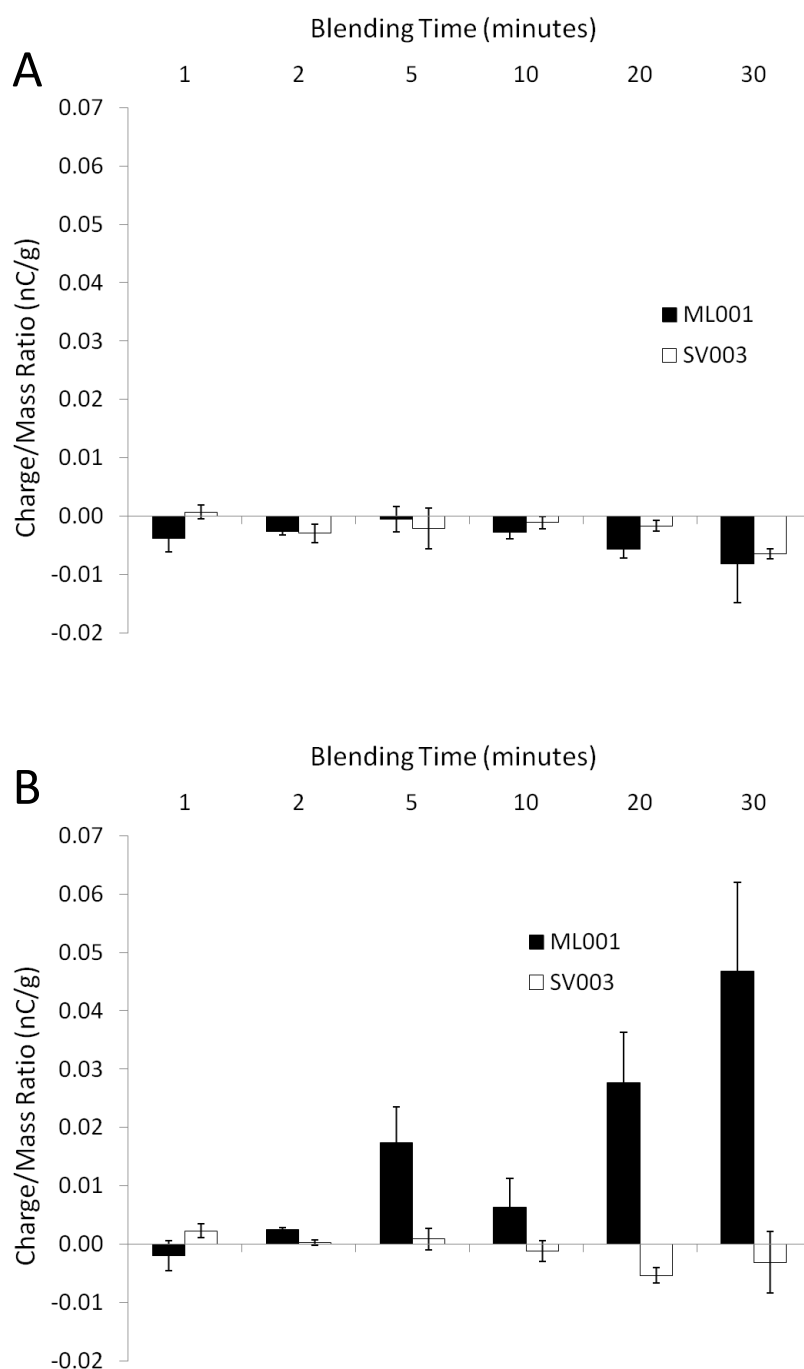 Blending Time (minutes)
A
1 2 5 10 20 30
0.07
0.06
0.05
0.04
0.03
0.02
0.01
0.00
-0.01
-0.02
Charge/Mass Ratio (nC/g)
ML001
SV003
Blending Time (minutes)
B
1 2 5 10 20 30
0.07
0.06
0.05
0.04
0.03
0.02
0.01
0.00
-0.01
-0.02
Charge/Mass Ratio (nC/g)
ML001
SV003